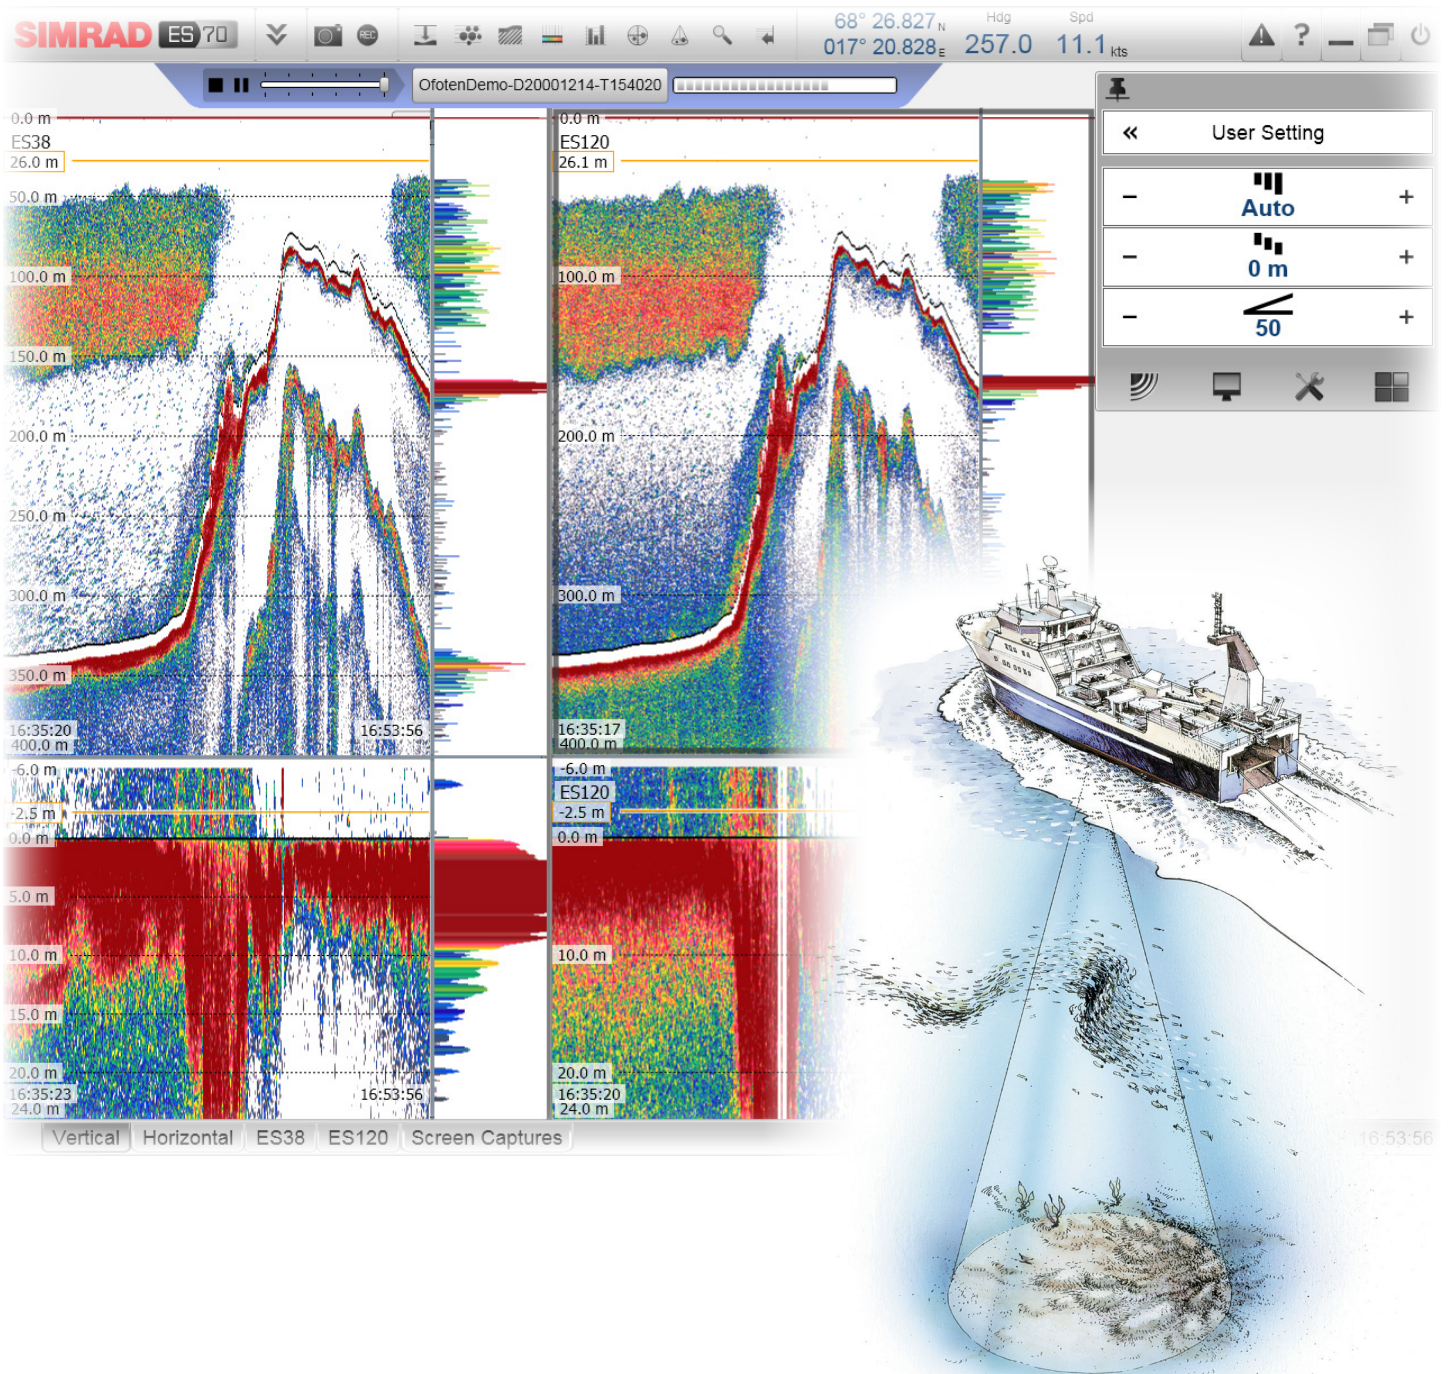 SIMRAD ES70
REC
68° 26.827 N
017° 20.828 E
Hdg
257.0
Spd
11.1 kts
?
OfotenDemo-D20001214-T154020
User Setting
Auto
0 m
50
0.0 m
ES38
26.0 m
50.0 m
100.0 m
150.0 m
200.0 m
250.0 m
300.0 m
350.0 m
16:35:20
16:53:56
400.0 m
0.0 m
ES120
26.1 m
100.0 m
200.0 m
300.0 m
16:35:17
400.0 m
-6.0 m
-2.5 m
0.0 m
5.0 m
10.0 m
15.0 m
20.0 m
16:35:23
16:53:56
24.0 m
-6.0 m
ES120
-2.5 m
0.0 m
10.0 m
20.0 m
16:35:20
24.0 m
Vertical
Horizontal
ES38
ES120
Screen Captures
16:53:56